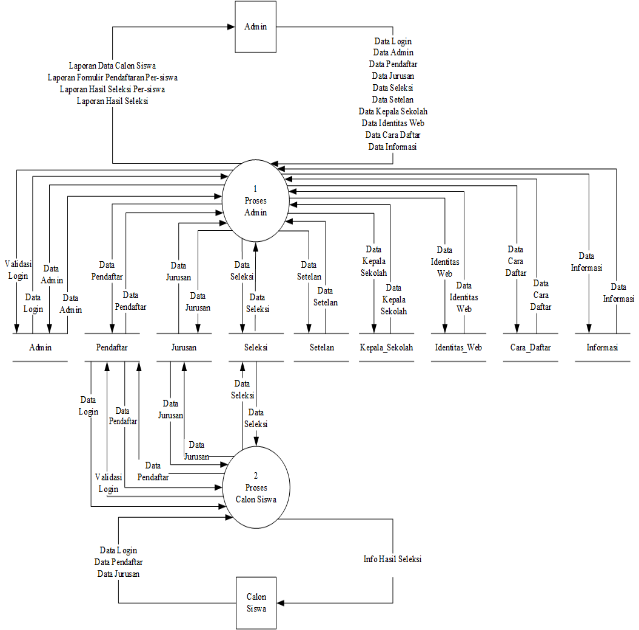 Admin
Laporan Data Calon Siswa
Laporan Formulir Pendaftaran Per-siswa
Laporan Hasil Seleksi Per-siswa
Laporan Hasil Seleksi
Data Login
Data Admin
Data Pendaftar
Data Jurusan
Data Seleksi
Data Setelan
Data Kepala Sekolah
Data Identitas Web
Data Cara Daftar
Data Informasi
1
Proses
Admin
Validasi
Login
Data
Login
Data
Admin
Data
Admin
Data
Pendaftar
Data
Pendaftar
Data
Jurusan
Data
Jurusan
Data
Seleksi
Data
Seleksi
Data
Setelan
Data
Setelan
Data
Kepala
Sekolah
Data
Kepala
Sekolah
Data
Identitas
Web
Data
Identitas
Web
Data
Cara
Daftar
Data
Cara
Daftar
Data
Informasi
Data
Informasi
Admin
Pendaftar
Jurusan
Seleksi
Setelan
Kepala_Sekolah
Identitas_Web
Cara_Daftar
Informasi
Data
Login
Validasi
Login
Data
Pendaftar
Data
Pendaftar
Data
Jurusan
Data
Jurusan
Data
Seleksi
Data
Seleksi
2
Proses
Calon Siswa
Data Login
Data Pendaftar
Data Jurusan
Info Hasil Seleksi
Calon
Siswa